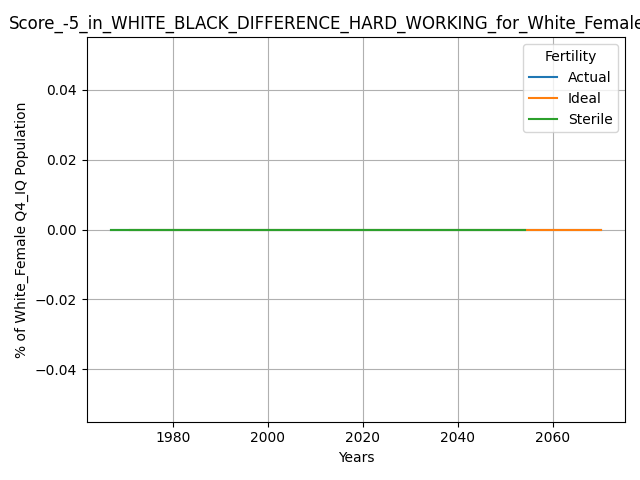 Score_-5_in_WHITE_BLACK_DIFFERENCE_HARD_WORKING_for_White_Female
Fertility
Actual
Ideal
Sterile
% of White_Female Q4_IQ Population
0.04
0.02
0.00
−0.02
−0.04
1980 2000 2020 2040 2060
Years